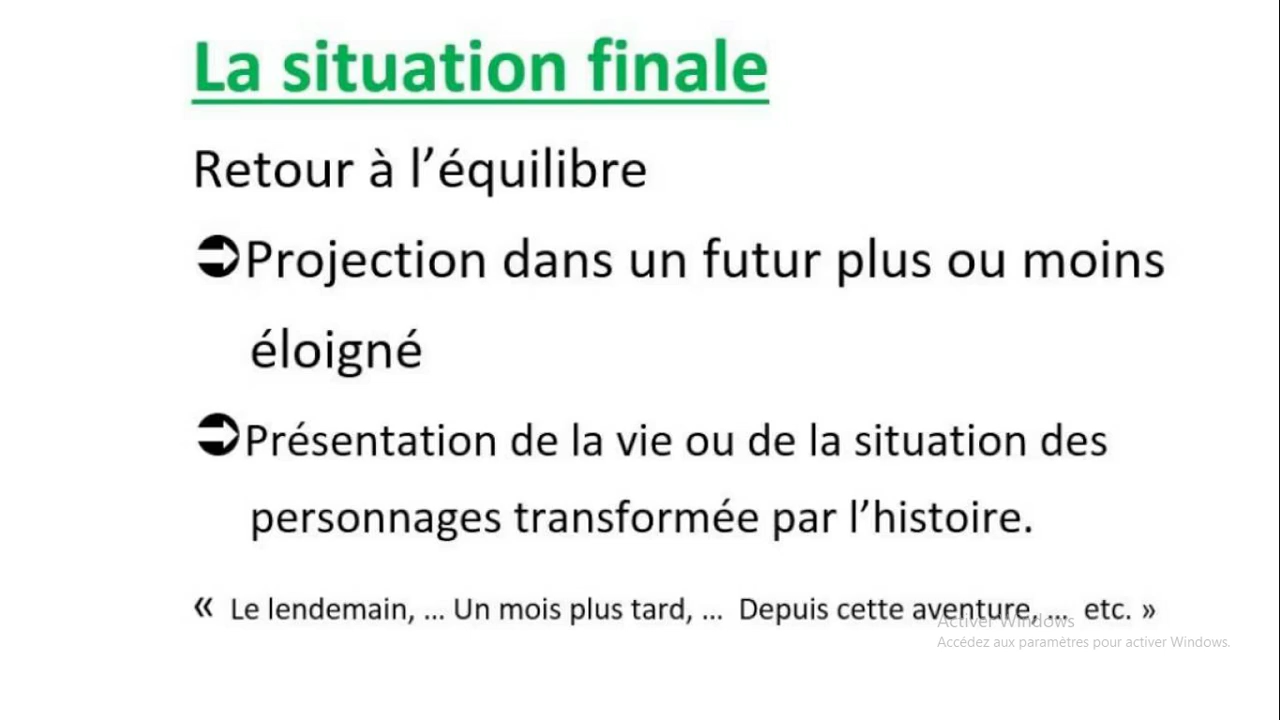 La situation finale
Retour à l’équilibre
➲Projection dans un futur plus ou moins
éloigné
➲Présentation de la vie ou de la situation des
personnages transformée par l’histoire.
« Le lendemain, … Un mois plus tard, … Depuis cette aventure, … etc. »
Activer Windows
Accédez aux paramètres pour activer Windows.